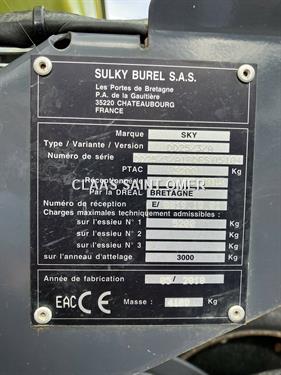 SULKY BUREL S.A.S.
Les Portes de Bretagne
P.A. de la Gaultière
35220 CHATEAUBOURG
FRANCE
Marque SKY
Type / Variante / Version
Numéro de série
PTAC Kg
CLAAS SAINT OMER
Par la DREAL BRETAGNE
Numéro de réception E/
Charges maximales techniquement admissibles :
sur l'essieu N° 1 Kg
sur l'essieu N° 2 Kg
sur l'essieu N° 3 Kg
sur l'anneau d'attelage 3000 Kg
Année de fabrication / 2018
EAC CE Masse : Kg